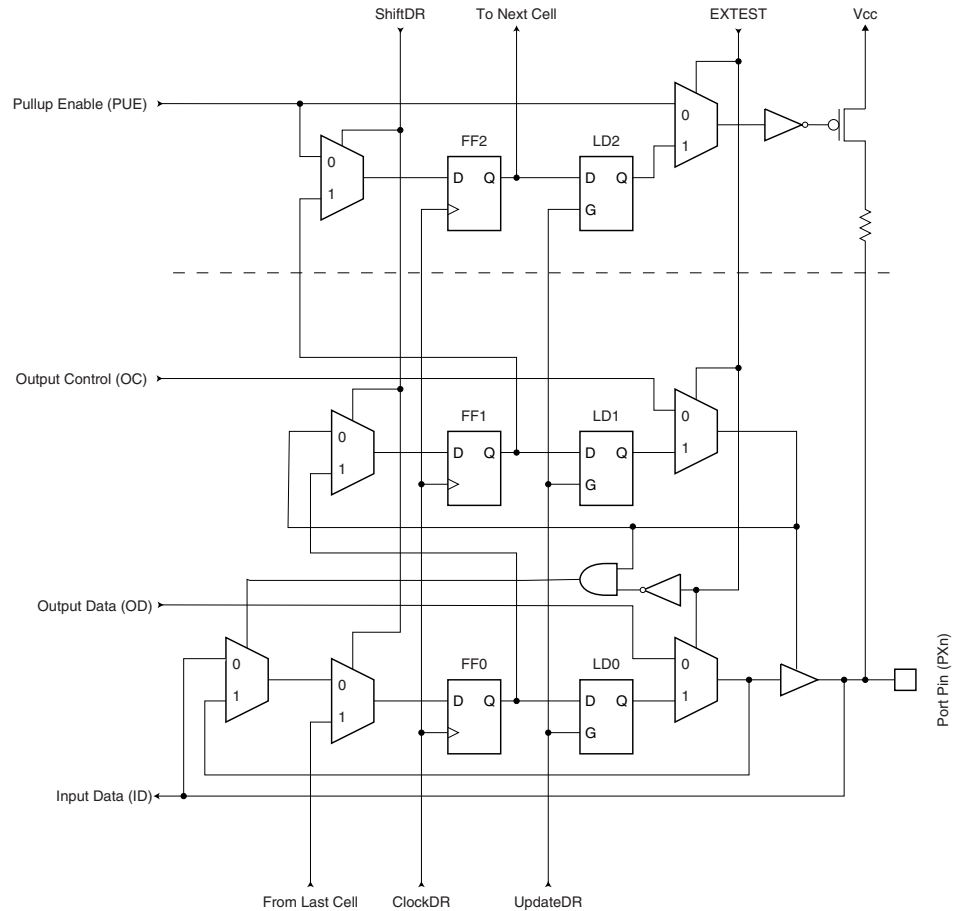 ShiftDR To Next Cell EXTEST Vcc
Pullup Enable (PUE)
0
FF2 LD2
0
1
1
D Q D Q
G
Output Control (OC)
0
FF1 LD1
0
1
1
D Q D Q
G
Output Data (OD)
0
1
0
1
FF0 LD0
0
1
D Q D Q
G
Port Pin (PXn)
Input Data (ID)
From Last Cell ClockDR UpdateDR